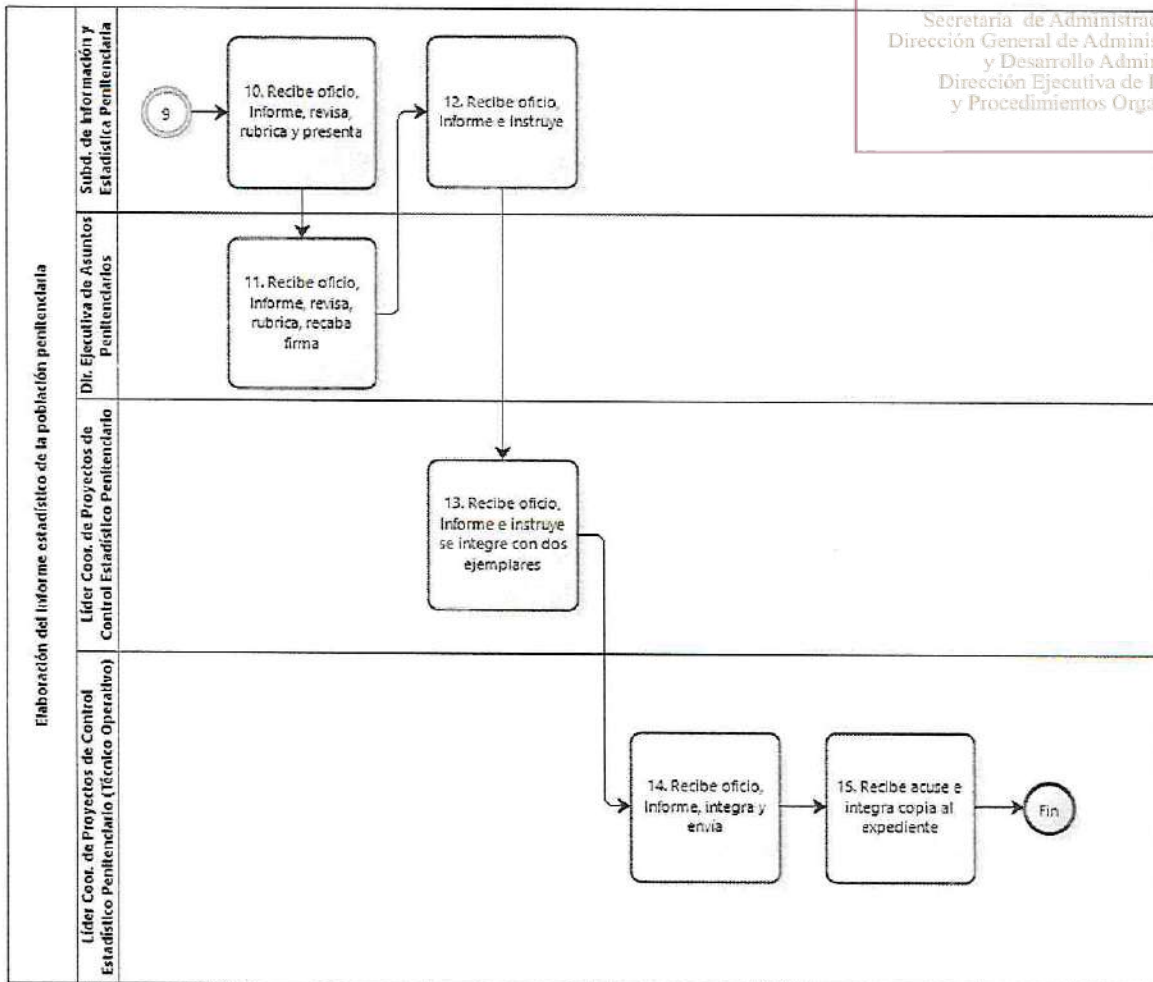 Secretaría de Administrac
Dirección General de Adminis
y Desarrollo Admin
Dirección Ejecutiva de
y Procedimientos Orga
Elaboración del Informe estadístico de la población penitenciaria
Subd. de Información y
Estadística Penitenciaria
9
10. Recibe oficio,
Informe, revisa,
rubrica y presenta
12. Recibe oficio,
Informe e instruye
Dir. Ejecutiva de Asuntos
Penitenciarios
11. Recibe oficio,
Informe, revisa,
rubrica, recaba
firma
Líder Coor. de Proyectos de
Control Estadístico Penitenciario
13. Recibe oficio,
Informe e instruye
se integre con dos
ejemplares
Líder Coor. de Proyectos de Control
Estadístico Penitenciario (Técnico Operativo)
14. Recibe oficio,
Informe, integra y
envía
15. Recibe acuse e
integra copia al
expediente
Fin